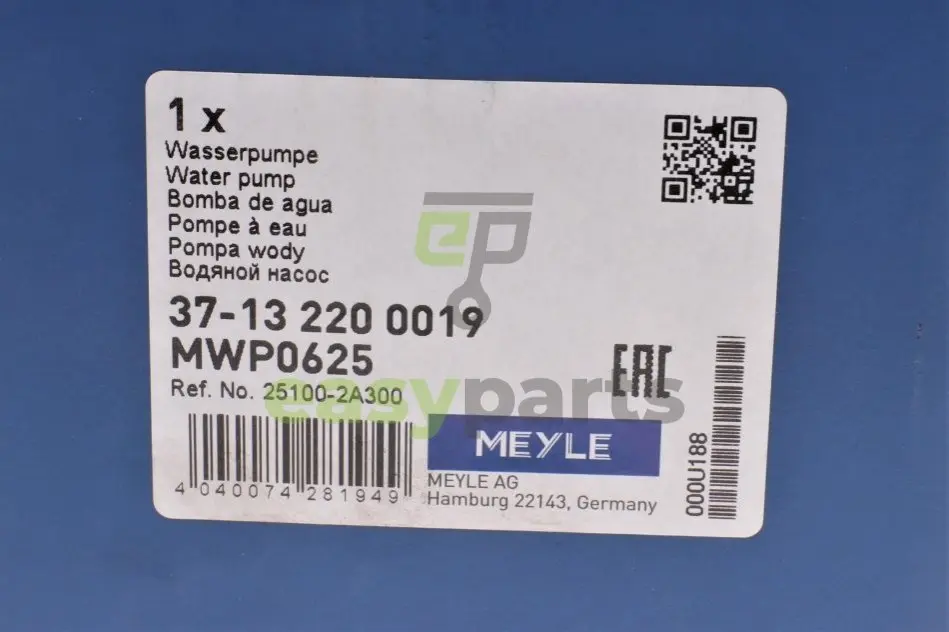 1 x
Wasserpumpe
Water pump
Bomba de agua
Pompe à eau
Pompa wody
Водяной насос
37-13 220 0019
MWP0625
Ref. No. 25100-2A300
4 040074 281949
EAC
MEYLE
MEYLE AG
Hamburg 22143, Germany
000U188
ep
easyparts